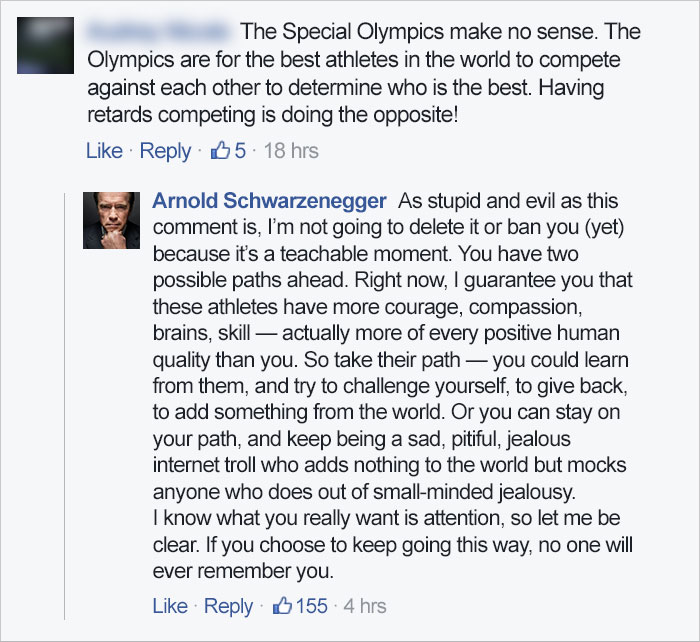 The Special Olympics make no sense. The
Olympics are for the best athletes in the world to compete
against each other to determine who is the best. Having
retards competing is doing the opposite!
Like · Reply · 5 · 18 hrs
Arnold Schwarzenegger As stupid and evil as this
comment is, I'm not going to delete it or ban you (yet)
because it's a teachable moment. You have two
possible paths ahead. Right now, I guarantee you that
these athletes have more courage, compassion,
brains, skill — actually more of every positive human
quality than you. So take their path — you could learn
from them, and try to challenge yourself, to give back,
to add something from the world. Or you can stay on
your path, and keep being a sad, pitiful, jealous
internet troll who adds nothing to the world but mocks
anyone who does out of small-minded jealousy.
I know what you really want is attention, so let me be
clear. If you choose to keep going this way, no one will
ever remember you.
Like · Reply · 155 · 4 hrs